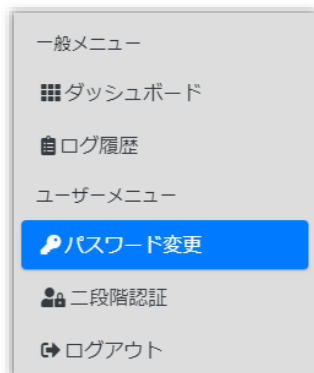 一般メニュー
ダッシュボード
ログ履歴
ユーザーメニュー
パスワード変更
二段階認証
ログアウト